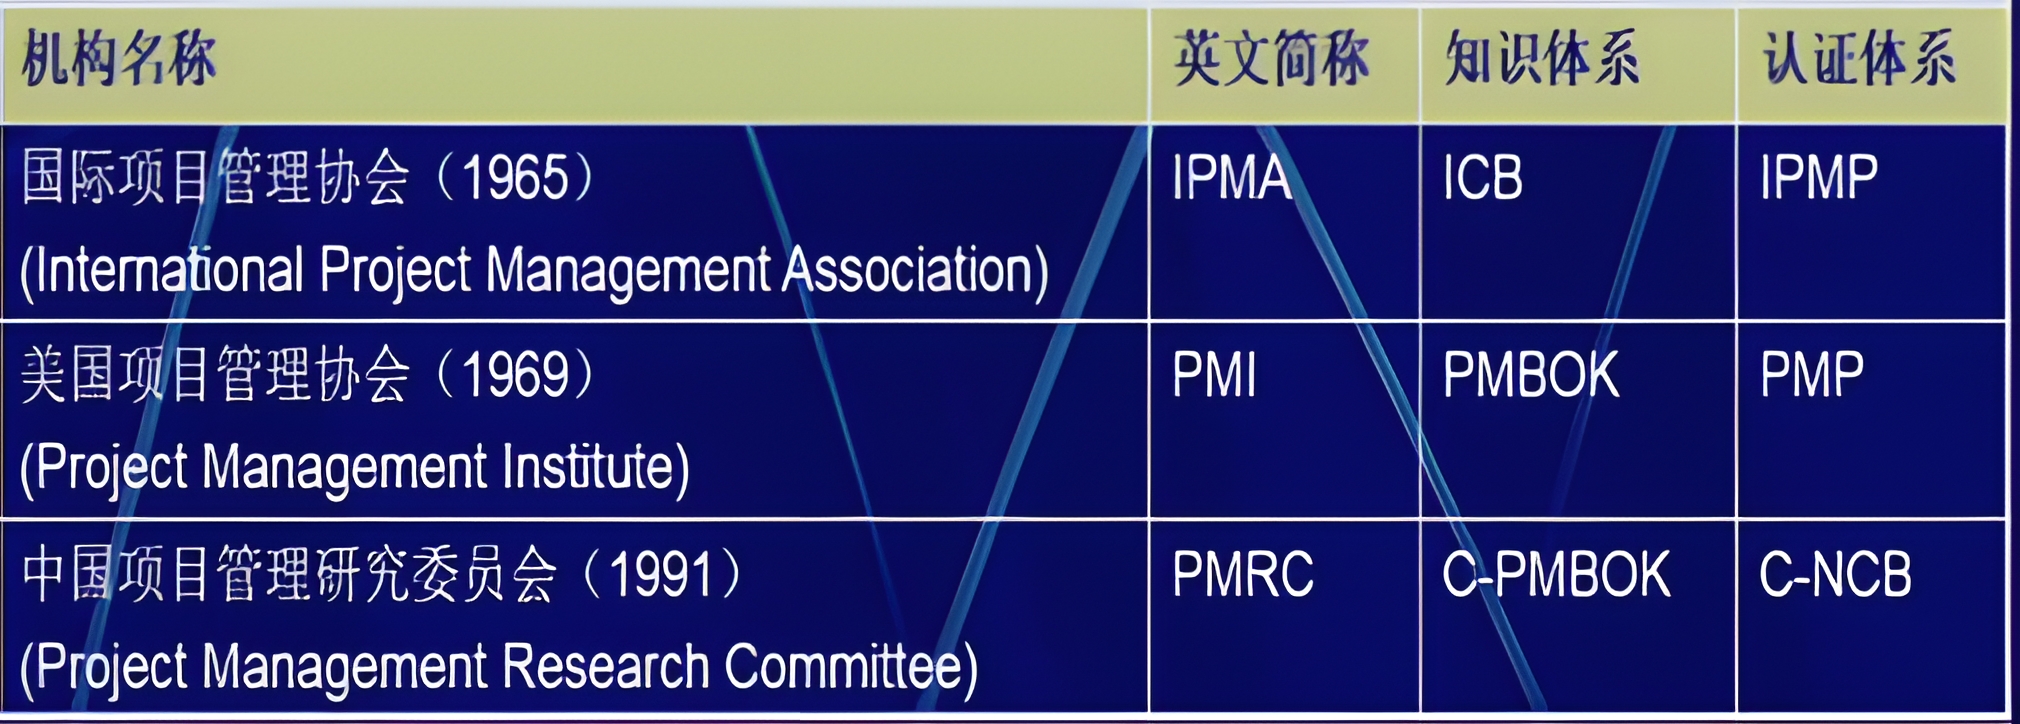 机构名称 英文简称 知识体系 认证体系
国际项目管理协会（1965） IPMA ICB IPMP
(International Project Management Association)
美国项目管理协会（1969） PMI PMBOK PMP
(Project Management Institute)
中国项目管理研究委员会（1991） PMRC C-PMBOK C-NCB
(Project Management Research Committee)